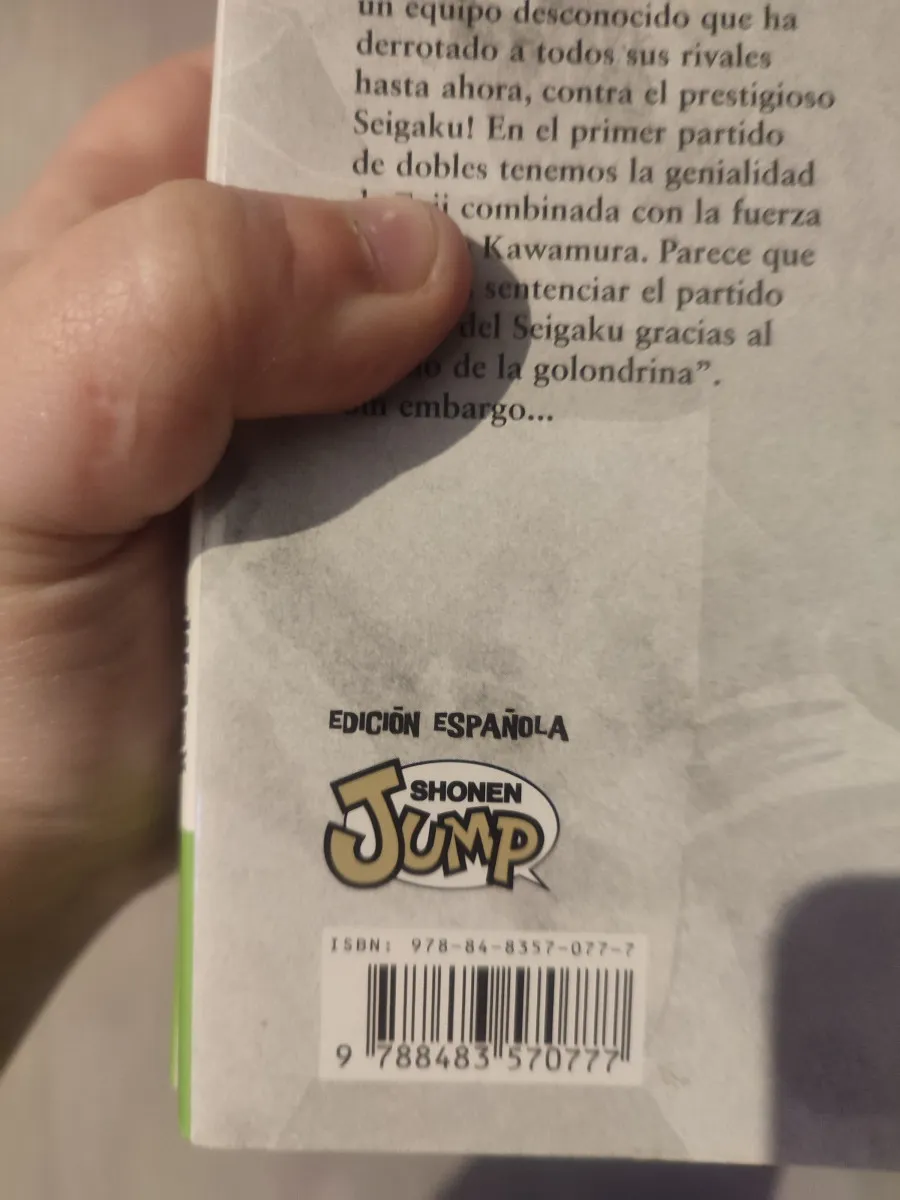 un equipo desconocido que ha
derrotado a todos sus rivales
hasta ahora, contra el prestigioso
Seigaku! En el primer partido
de dobles tenemos la genialidad
combinada con la fuerza
Kawamura. Parece que
sentenciar el partido
del Seigaku gracias al
de la golondrina”.
embargo...
EDICIÓN ESPAÑOLA
SHONEN
JUMP
ISBN: 978-84-8357-077-7
9 788483 570777